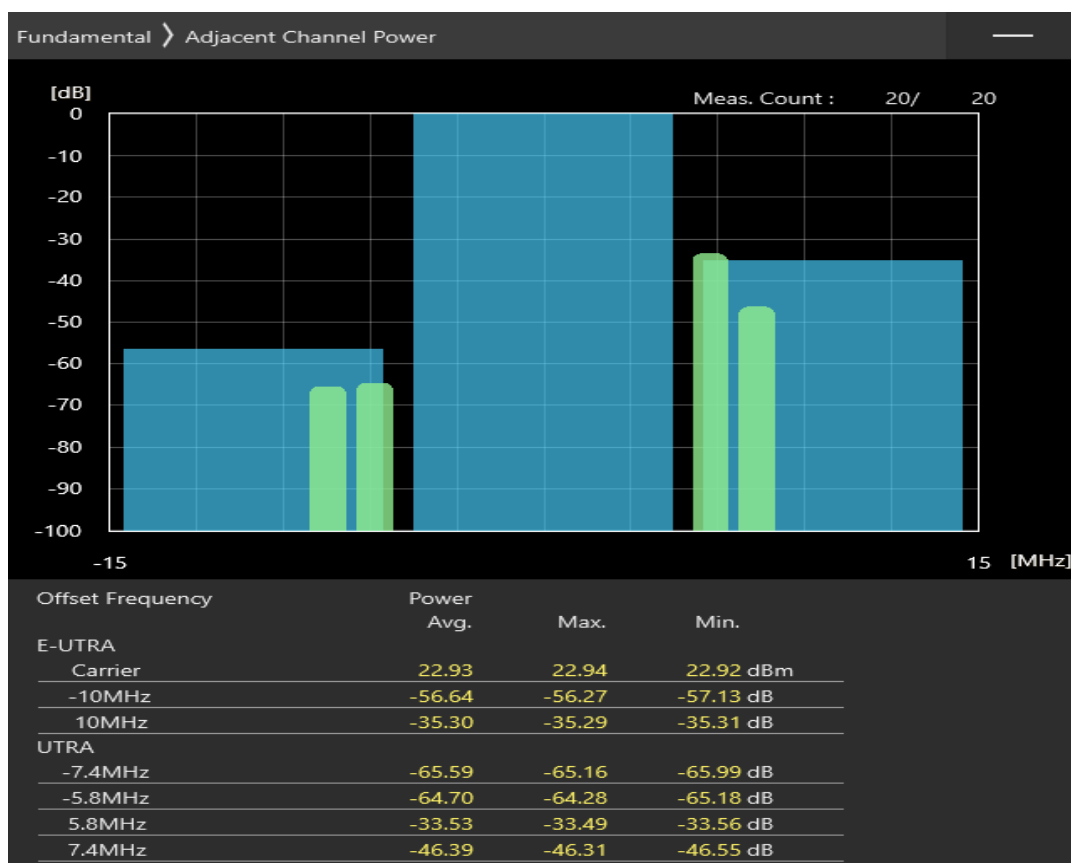 Fundamental ❯ Adjacent Channel Power
[dB]
Meas. Count : 20/ 20
0
-10
-20
-30
-40
-50
-60
-70
-80
-90
-100
-15 15 [MHz]
Offset Frequency Power
Avg. Max. Min.
E-UTRA
Carrier 22.93 22.94 22.92 dBm
-10MHz -56.64 -56.27 -57.13 dB
10MHz -35.30 -35.29 -35.31 dB
UTRA
-7.4MHz -65.59 -65.16 -65.99 dB
-5.8MHz -64.70 -64.28 -65.18 dB
5.8MHz -33.53 -33.49 -33.56 dB
7.4MHz -46.39 -46.31 -46.55 dB